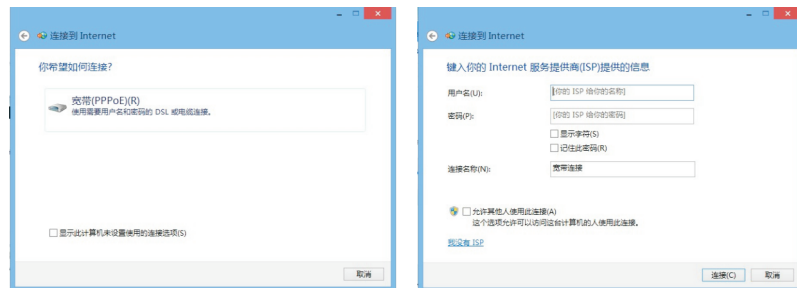 连接到 Internet
你希望如何连接?
宽带(PPPoE)(R)
使用需要用户名和密码的 DSL 或电缆连接。
显示此计算机未设置使用的连接选项(S)
取消
连接到 Internet
键入你的 Internet 服务提供商(ISP)提供的信息
用户名(U):
[你的 ISP 给你的名称]
密码(P):
[你的 ISP 给你的密码]
显示字符(S)
记住此密码(R)
连接名称(N):
宽带连接
允许其他人使用此连接(A)
这个选项允许可以访问这台计算机的人使用此连接。
我没有 ISP
连接(C)
取消